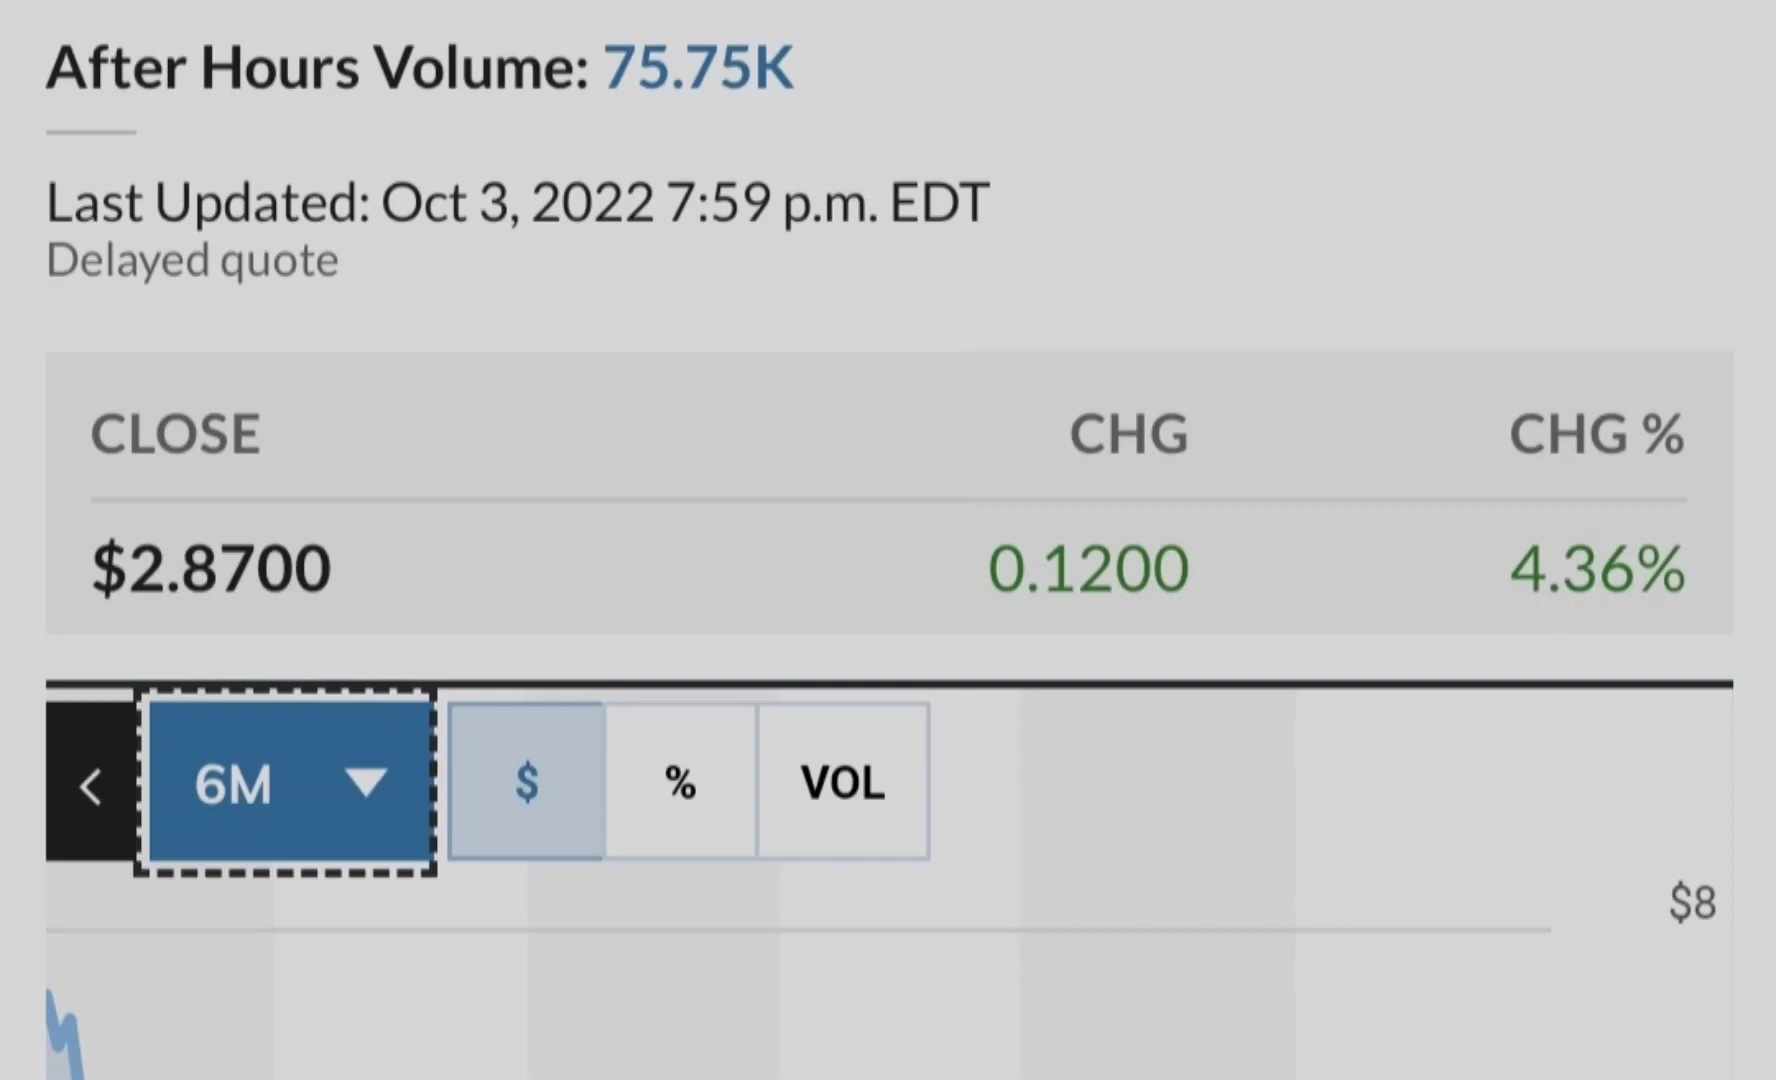 After Hours Volume: 75.75K
Last Updated: Oct 3, 2022 7:59 p.m. EDT
Delayed quote
CLOSE CHG CHG %
$2.8700 0.1200 4.36%
6M $ % VOL
$8